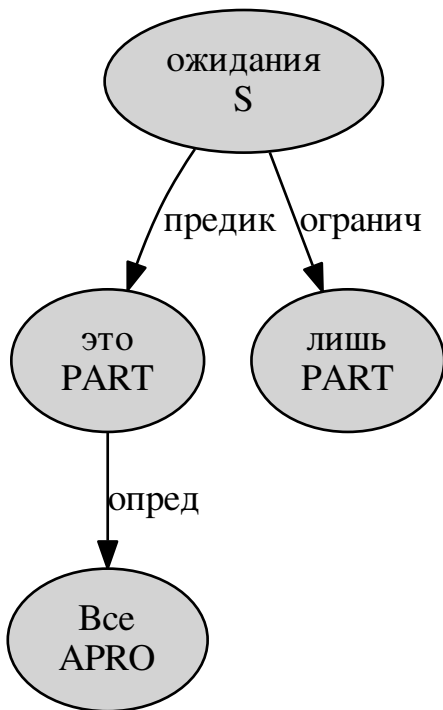 ожидания
S
предик
огранич
это
PART
лишь
PART
опред
Все
APRO